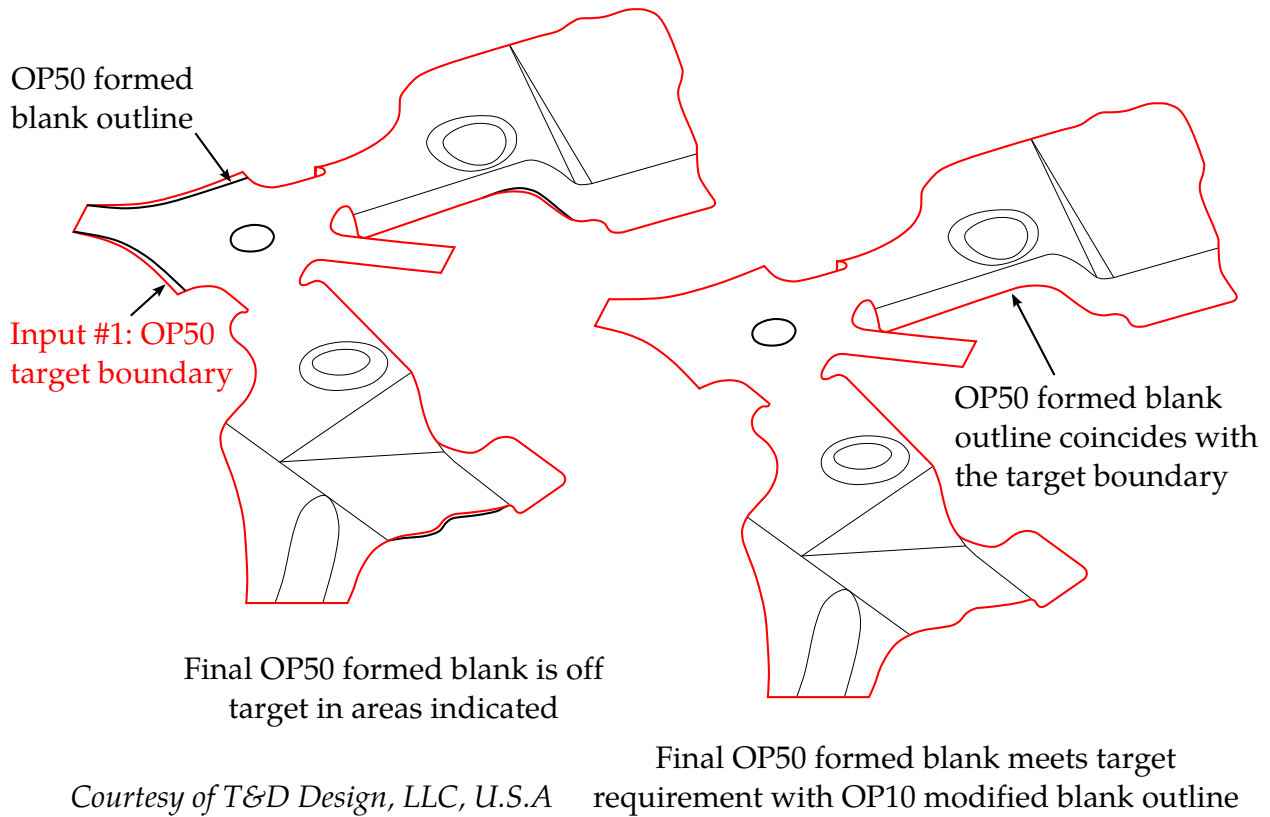 OP50 formed
blank outline
Input #1: OP50
target boundary
OP50 formed blank
outline coincides with
the target boundary
Final OP50 formed blank is off
target in areas indicated
Final OP50 formed blank meets target
requirement with OP10 modified blank outline
Courtesy of T&D Design, LLC, U.S.A